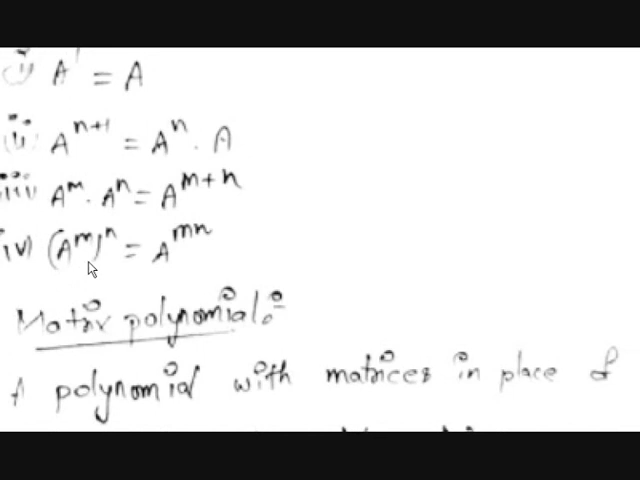 (i) A¹ = A
(ii) Aⁿ⁺¹ = Aⁿ . A
(iii) Aᵐ . Aⁿ = Aᵐ⁺ⁿ
(iv) (Aᵐ)ⁿ = Aᵐⁿ
Matrix polynomial:-
A polynomial with matrices in place of